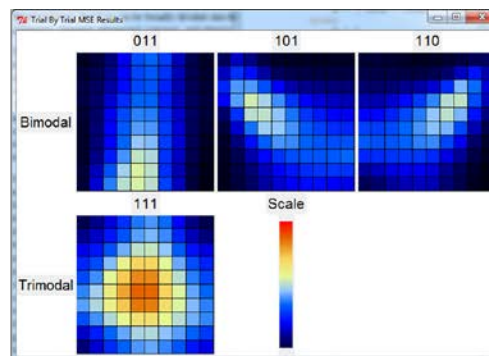 Trial By Trial MSE Results
011 101 110
Bimodal
111 Scale
Trimodal